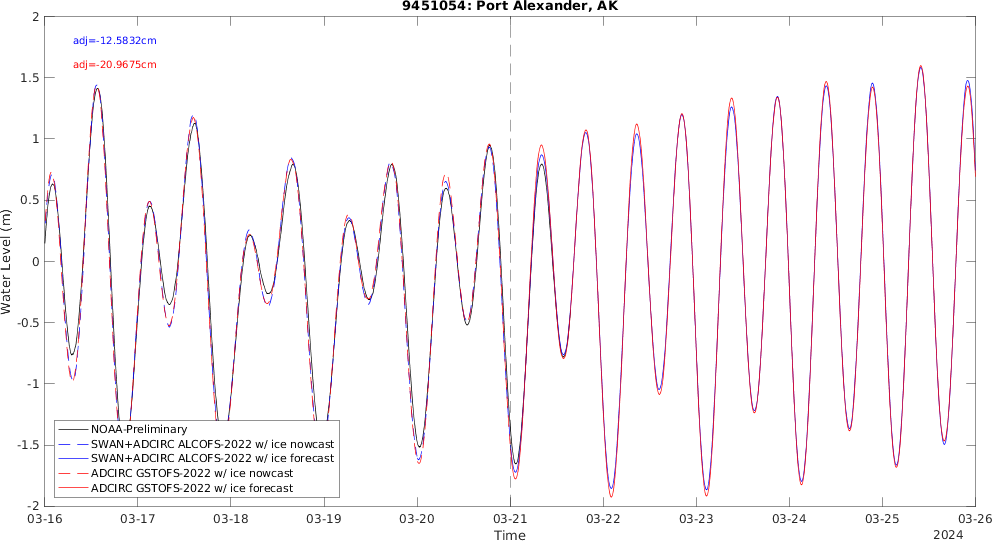 9451054: Port Alexander, AK
adj=-12.5832cm
adj=-20.9675cm
2
1.5
1
0.5
0
-0.5
-1
-1.5
-2
Water Level (m)
NOAA-Preliminary
SWAN+ADCIRC ALCOFS-2022 w/ ice nowcast
SWAN+ADCIRC ALCOFS-2022 w/ ice forecast
ADCIRC GSTOFS-2022 w/ ice nowcast
ADCIRC GSTOFS-2022 w/ ice forecast
03-16 03-17 03-18 03-19 03-20 03-21 03-22 03-23 03-24 03-25 03-26
Time
2024